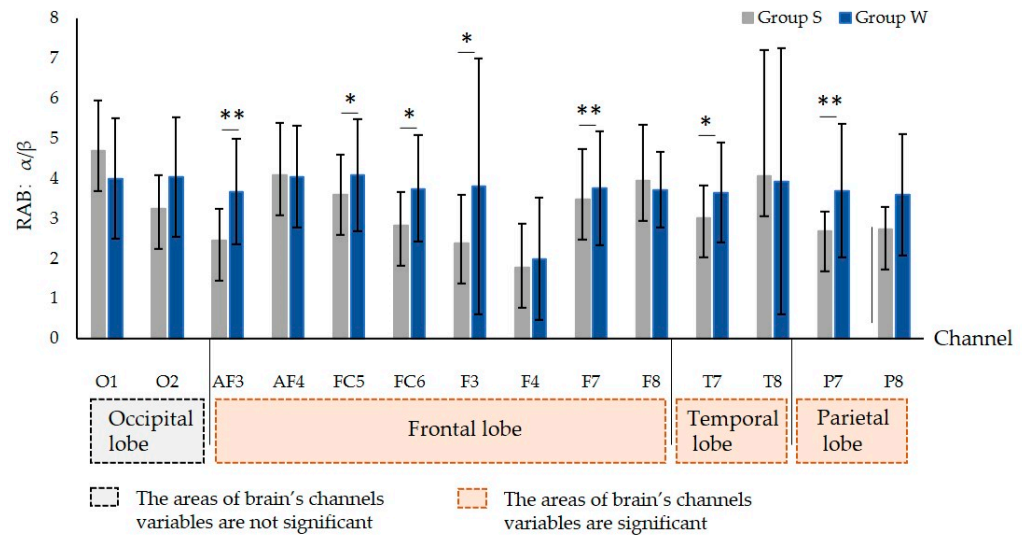 8
Group S Group W
7
6
5
4
3
2
1
0
RAB: α/β
* * ** * * ** * **
Channel
O1 O2 AF3 AF4 FC5 FC6 F3 F4 F7 F8 T7 T8 P7 P8
Occipital
lobe
Frontal lobe
Temporal
lobe
Parietal
lobe
The areas of brain's channels
variables are not significant
The areas of brain's channels
variables are significant